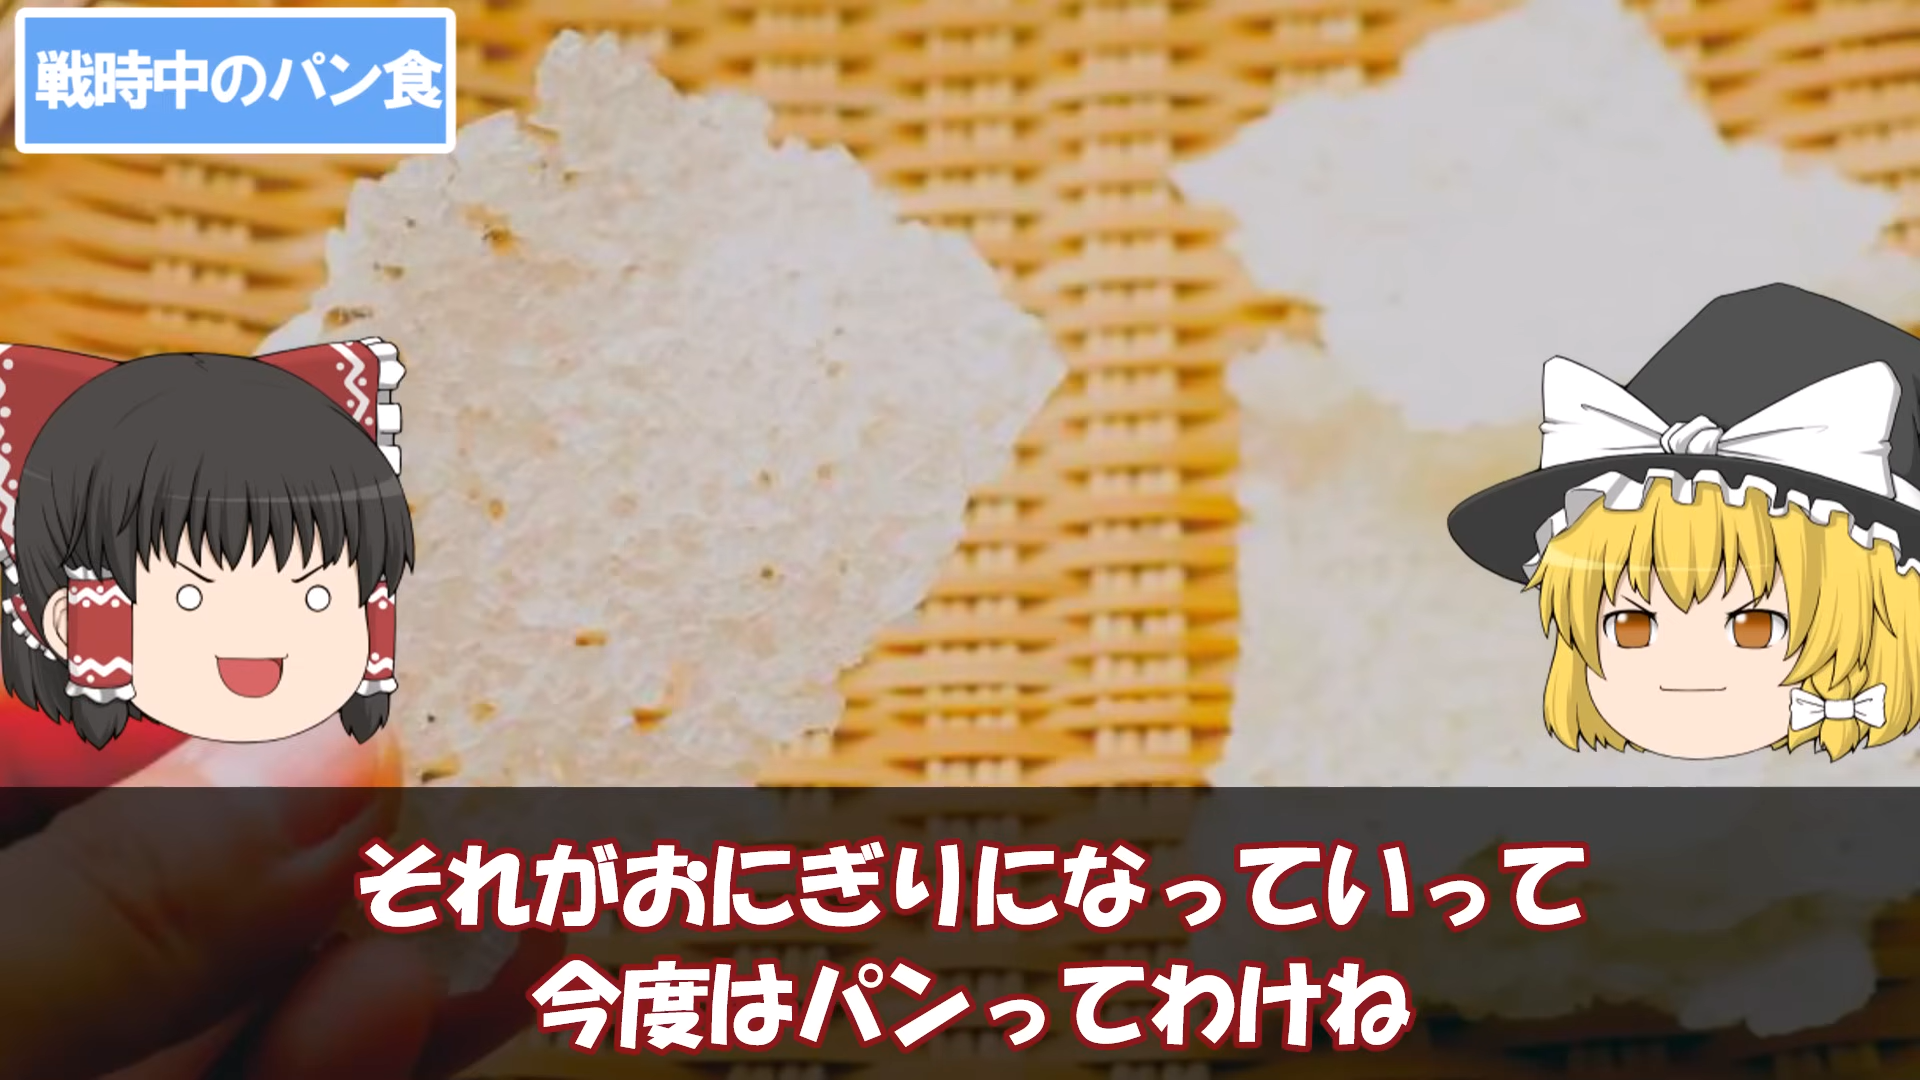 戦時中のパン食
それがおにぎりになっていって
今度はパンってわけね